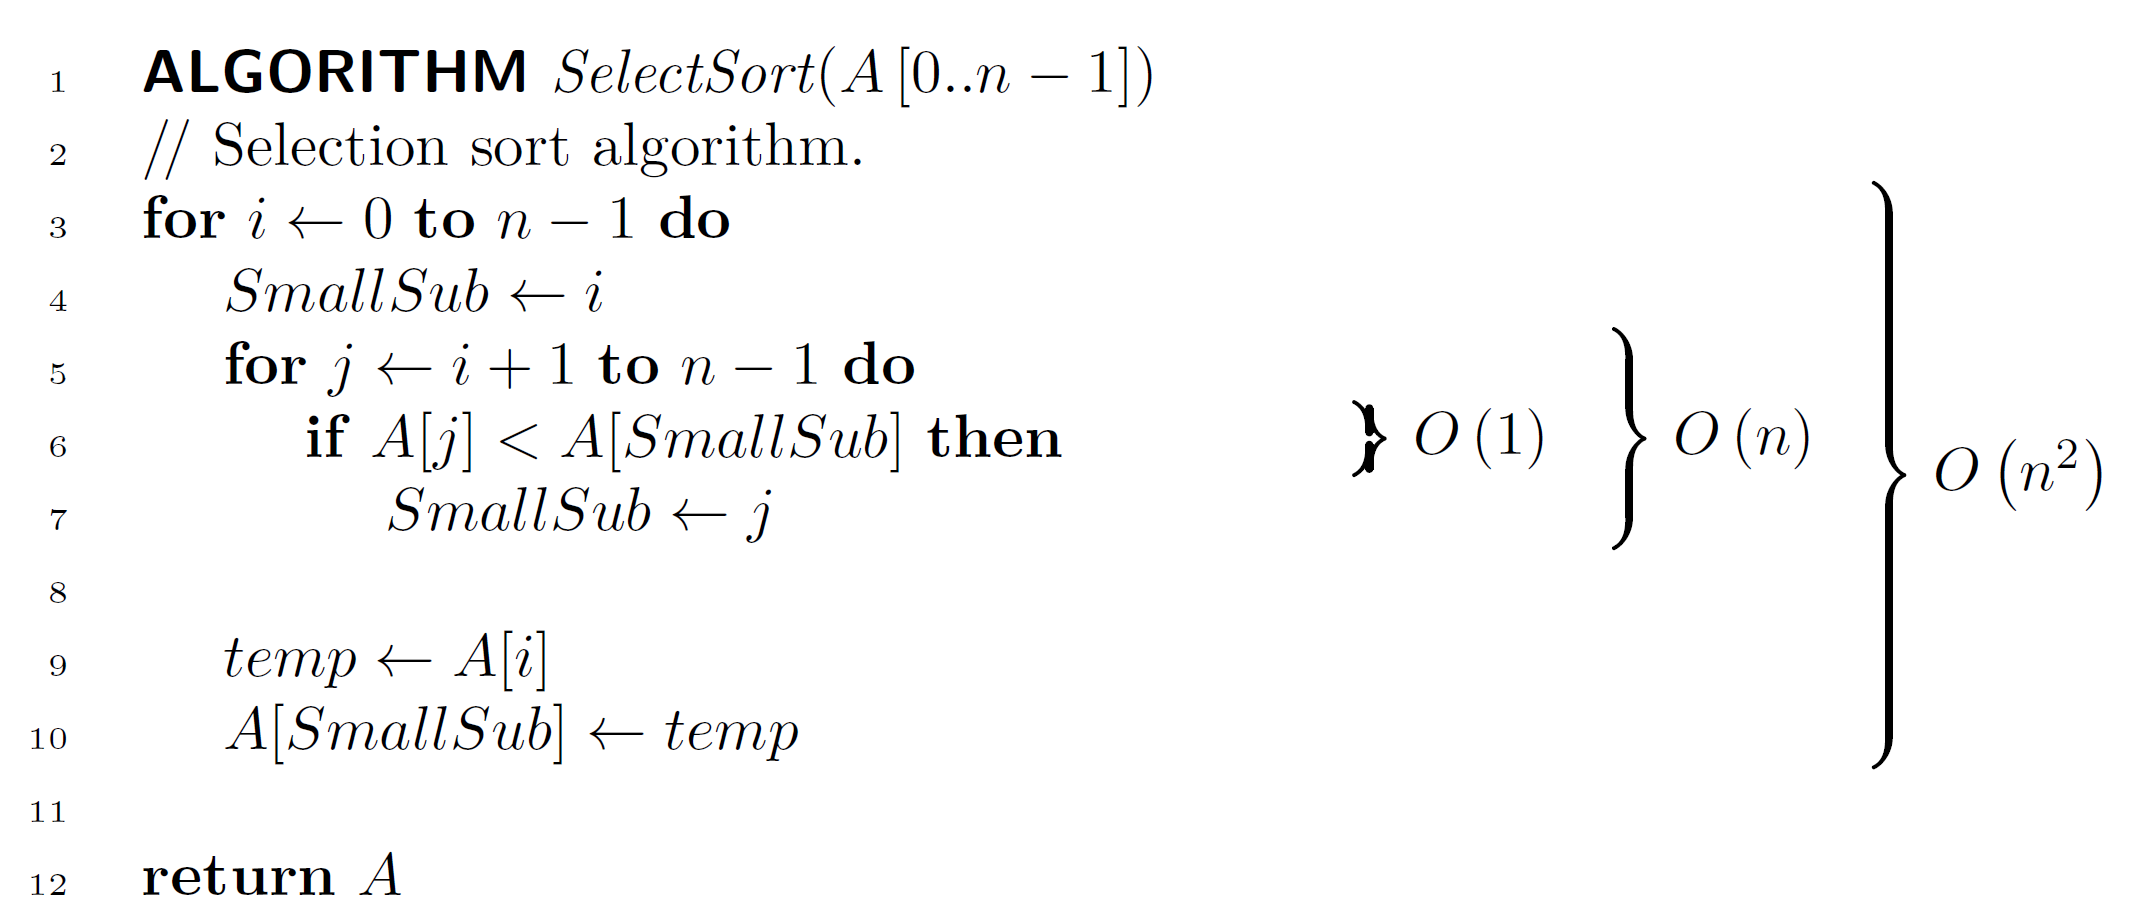 1 ALGORITHM SelectSort(A [0..n − 1])
2 // Selection sort algorithm.
3 for i ← 0 to n − 1 do
4 SmallSub ← i
5 for j ← i + 1 to n − 1 do
6 if A[j] < A[SmallSub] then } O (1) } O (n) } O (n²)
7 SmallSub ← j
8
9 temp ← A[i]
10 A[SmallSub] ← temp
11
12 return A